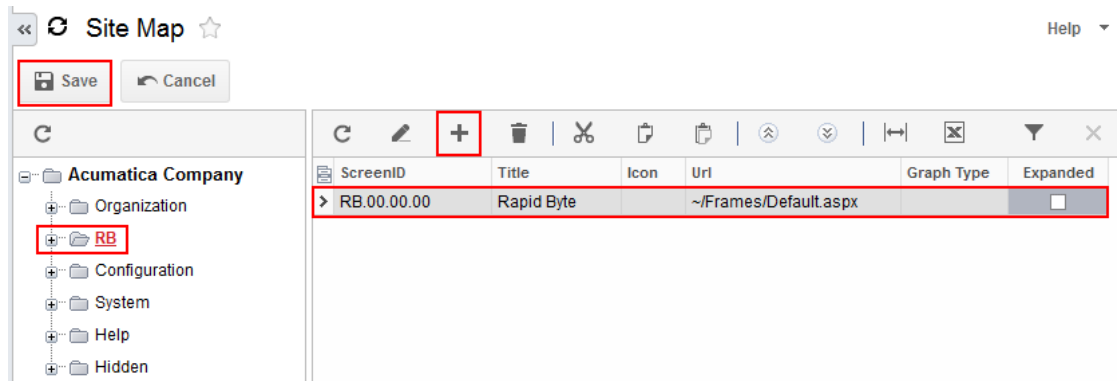 Site Map
Help
Save
Cancel
Acumatica Company
Organization
RB
Configuration
System
Help
Hidden
ScreenID Title Icon Url Graph Type Expanded
RB.00.00.00 Rapid Byte ~/Frames/Default.aspx